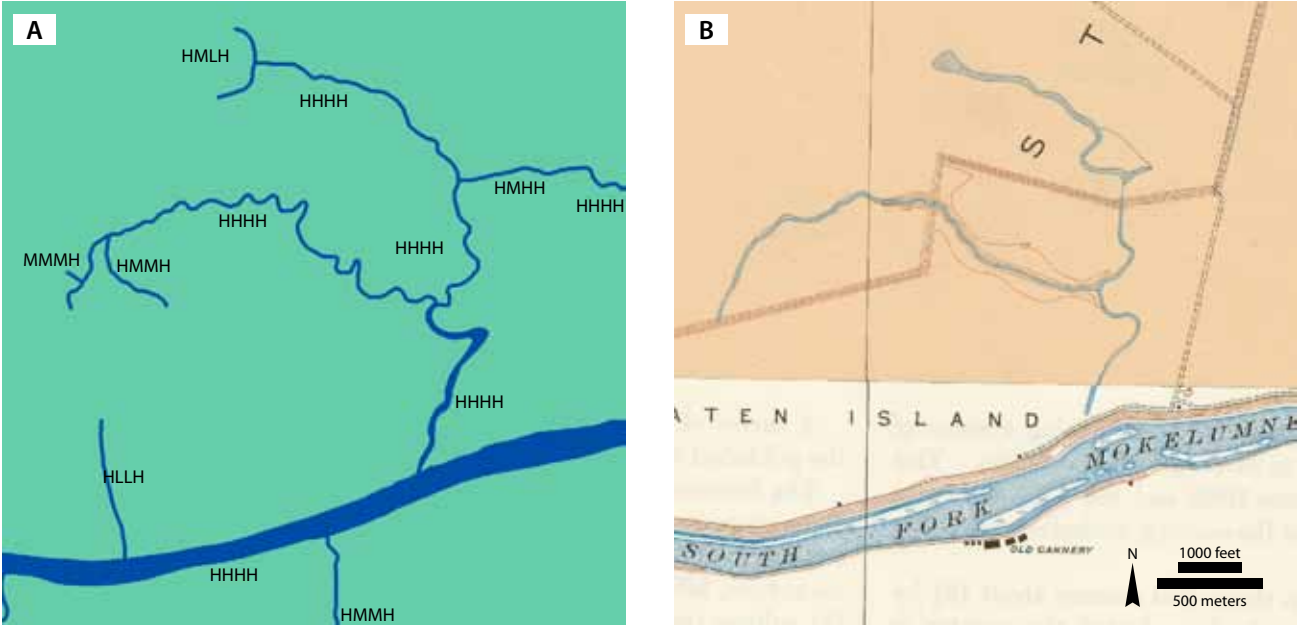 A
HMLH
HHHH
HMHH
HHHH
HHHH
HHHH
MMMH
HMMH
HHHH
HLLH
HHHH
HMMH
B
T
S
ATEN ISLAND
MOKELUMNE
FORK
SOUTH
OLD CANNERY
N
1000 feet
500 meters